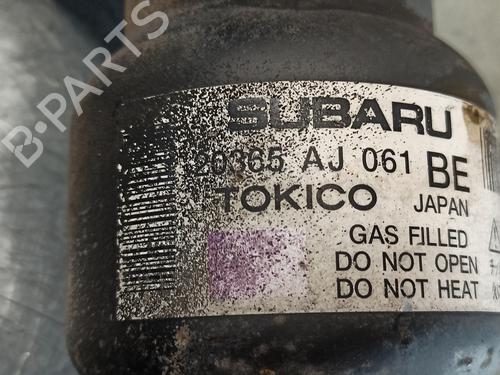 B-PARTS
SUBARU
20365 AJ 061 BE
TOKICO JAPAN
GAS FILLED
DO NOT OPEN
DO NOT HEAT